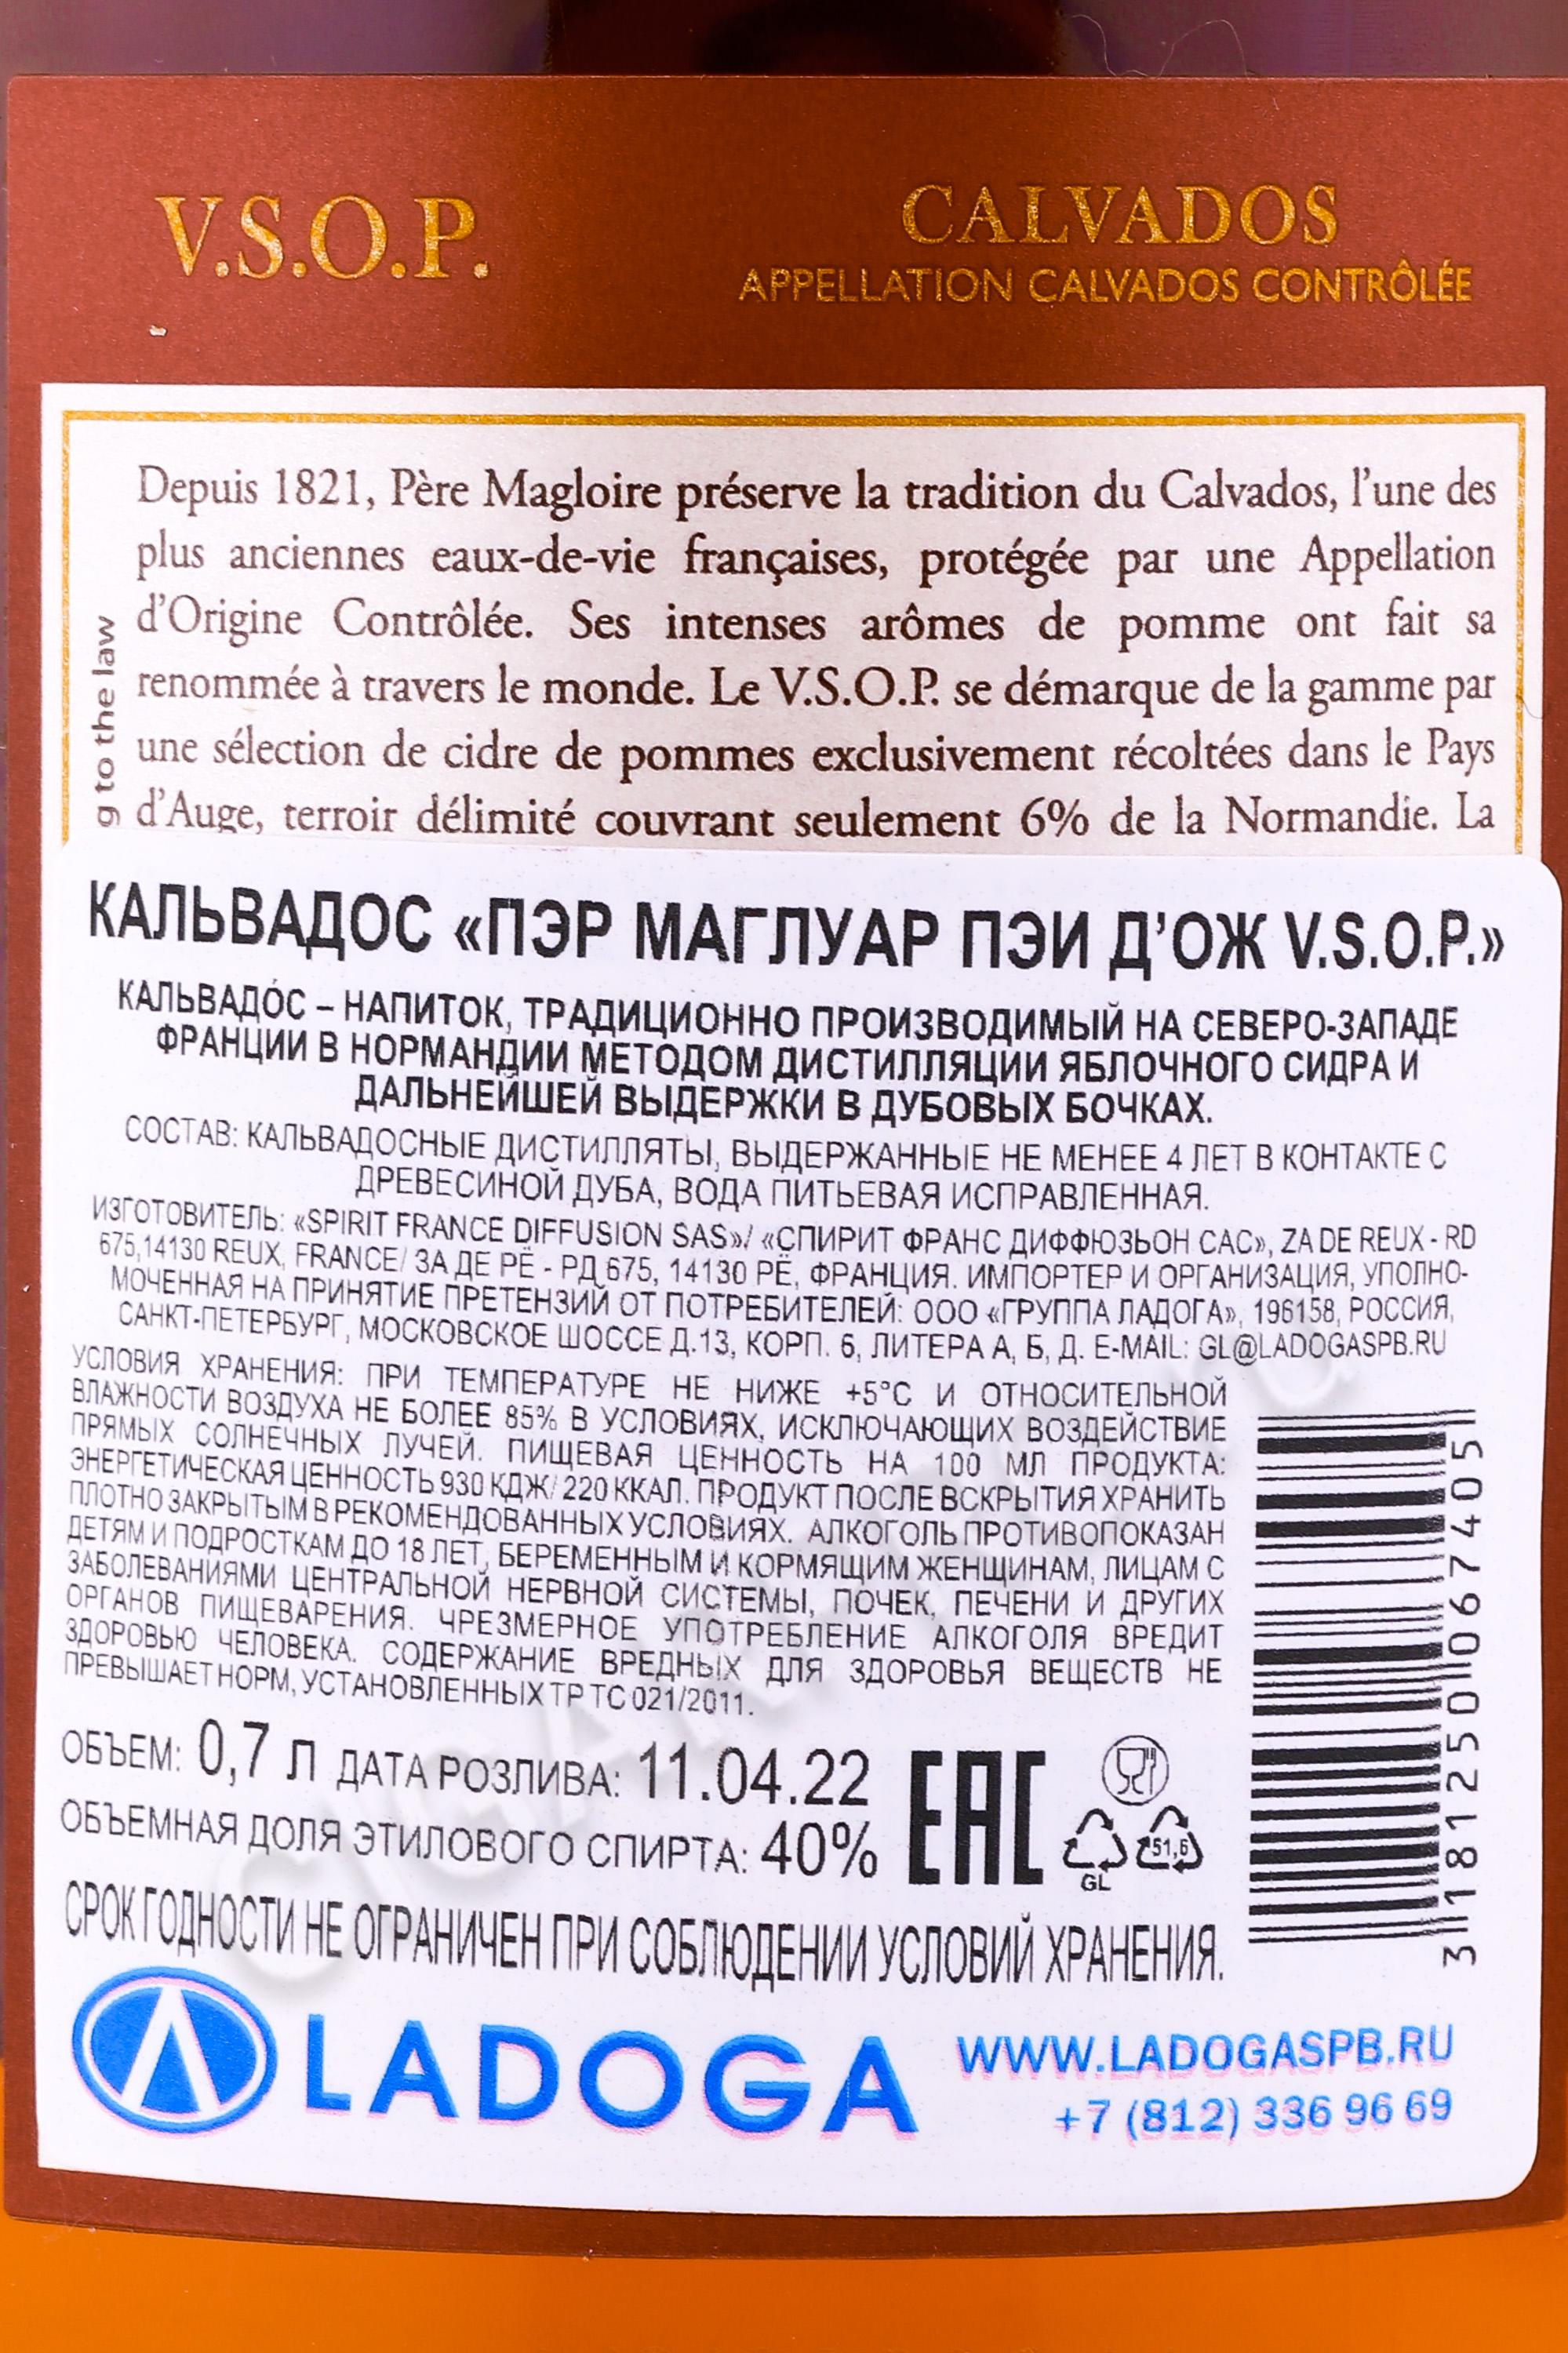 V.S.O.P.
CALVADOS
APPELLATION CALVADOS CONTRÔLÉE
Depuis 1821, Père Magloire préserve la tradition du Calvados, l'une des
plus anciennes eaux-de-vie françaises, protégée par une Appellation
d'Origine Contrôlée. Ses intenses arômes de pomme ont fait sa
renommée à travers le monde. Le V.S.O.P. se démarque de la gamme par
une sélection de cidre de pommes exclusivement récoltées dans le Pays
d'Auge, terroir délimité couvrant seulement 6% de la Normandie. La
g to the law
КАЛЬВАДОС «ПЭР МАГЛУАР ПЭИ Д’ОЖ V.S.O.P.»
КАЛЬВАДÓС – НАПИТОК, ТРАДИЦИОННО ПРОИЗВОДИМЫЙ НА СЕВЕРО-ЗАПАДЕ
ФРАНЦИИ В НОРМАНДИИ МЕТОДОМ ДИСТИЛЛЯЦИИ ЯБЛОЧНОГО СИДРА И
ДАЛЬНЕЙШЕЙ ВЫДЕРЖКИ В ДУБОВЫХ БОЧКАХ.
СОСТАВ: КАЛЬВАДОСНЫЕ ДИСТИЛЛЯТЫ, ВЫДЕРЖАННЫЕ НЕ МЕНЕЕ 4 ЛЕТ В КОНТАКТЕ С
ДРЕВЕСИНОЙ ДУБА, ВОДА ПИТЬЕВАЯ ИСПРАВЛЕННАЯ.
ИЗГОТОВИТЕЛЬ: «SPIRIT FRANCE DIFFUSION SAS»/ «СПИРИТ ФРАНС ДИФФЮЗЬОН САС», ZA DE REUX - RD
675,14130 REUX, FRANCE/ ЗА ДЕ РЁ - РД 675, 14130 РЁ, ФРАНЦИЯ. ИМПОРТЕР И ОРГАНИЗАЦИЯ, УПОЛНО-
МОЧЕННАЯ НА ПРИНЯТИЕ ПРЕТЕНЗИЙ ОТ ПОТРЕБИТЕЛЕЙ: ООО «ГРУППА ЛАДОГА», 196158, РОССИЯ,
САНКТ-ПЕТЕРБУРГ, МОСКОВСКОЕ ШОССЕ Д.13, КОРП. 6, ЛИТЕРА А, Б, Д. E-MAIL: GL@LADOGASPB.RU
УСЛОВИЯ ХРАНЕНИЯ: ПРИ ТЕМПЕРАТУРЕ НЕ НИЖЕ +5°С И ОТНОСИТЕЛЬНОЙ
ВЛАЖНОСТИ ВОЗДУХА НЕ БОЛЕЕ 85% В УСЛОВИЯХ, ИСКЛЮЧАЮЩИХ ВОЗДЕЙСТВИЕ
ПРЯМЫХ СОЛНЕЧНЫХ ЛУЧЕЙ. ПИЩЕВАЯ ЦЕННОСТЬ НА 100 МЛ ПРОДУКТА:
ЭНЕРГЕТИЧЕСКАЯ ЦЕННОСТЬ 930 КДЖ/ 220 ККАЛ. ПРОДУКТ ПОСЛЕ ВСКРЫТИЯ ХРАНИТЬ
ПЛОТНО ЗАКРЫТЫМ В РЕКОМЕНДОВАННЫХ УСЛОВИЯХ. АЛКОГОЛЬ ПРОТИВОПОКАЗАН
ДЕТЯМ И ПОДРОСТКАМ ДО 18 ЛЕТ, БЕРЕМЕННЫМ И КОРМЯЩИМ ЖЕНЩИНАМ, ЛИЦАМ С
ЗАБОЛЕВАНИЯМИ ЦЕНТРАЛЬНОЙ НЕРВНОЙ СИСТЕМЫ, ПОЧЕК, ПЕЧЕНИ И ДРУГИХ
ОРГАНОВ ПИЩЕВАРЕНИЯ. ЧРЕЗМЕРНОЕ УПОТРЕБЛЕНИЕ АЛКОГОЛЯ ВРЕДИТ
ЗДОРОВЬЮ ЧЕЛОВЕКА. СОДЕРЖАНИЕ ВРЕДНЫХ ДЛЯ ЗДОРОВЬЯ ВЕЩЕСТВ НЕ
ПРЕВЫШАЕТ НОРМ, УСТАНОВЛЕННЫХ ТР ТС 021/2011.
ОБЪЕМ: 0,7 Л ДАТА РОЗЛИВА: 11.04.22
ОБЪЕМНАЯ ДОЛЯ ЭТИЛОВОГО СПИРТА: 40%
EAC
GL
51,6
СРОК ГОДНОСТИ НЕ ОГРАНИЧЕН ПРИ СОБЛЮДЕНИИ УСЛОВИЙ ХРАНЕНИЯ.
3181250067405
LADOGA
WWW.LADOGASPB.RU
+7 (812) 336 96 69